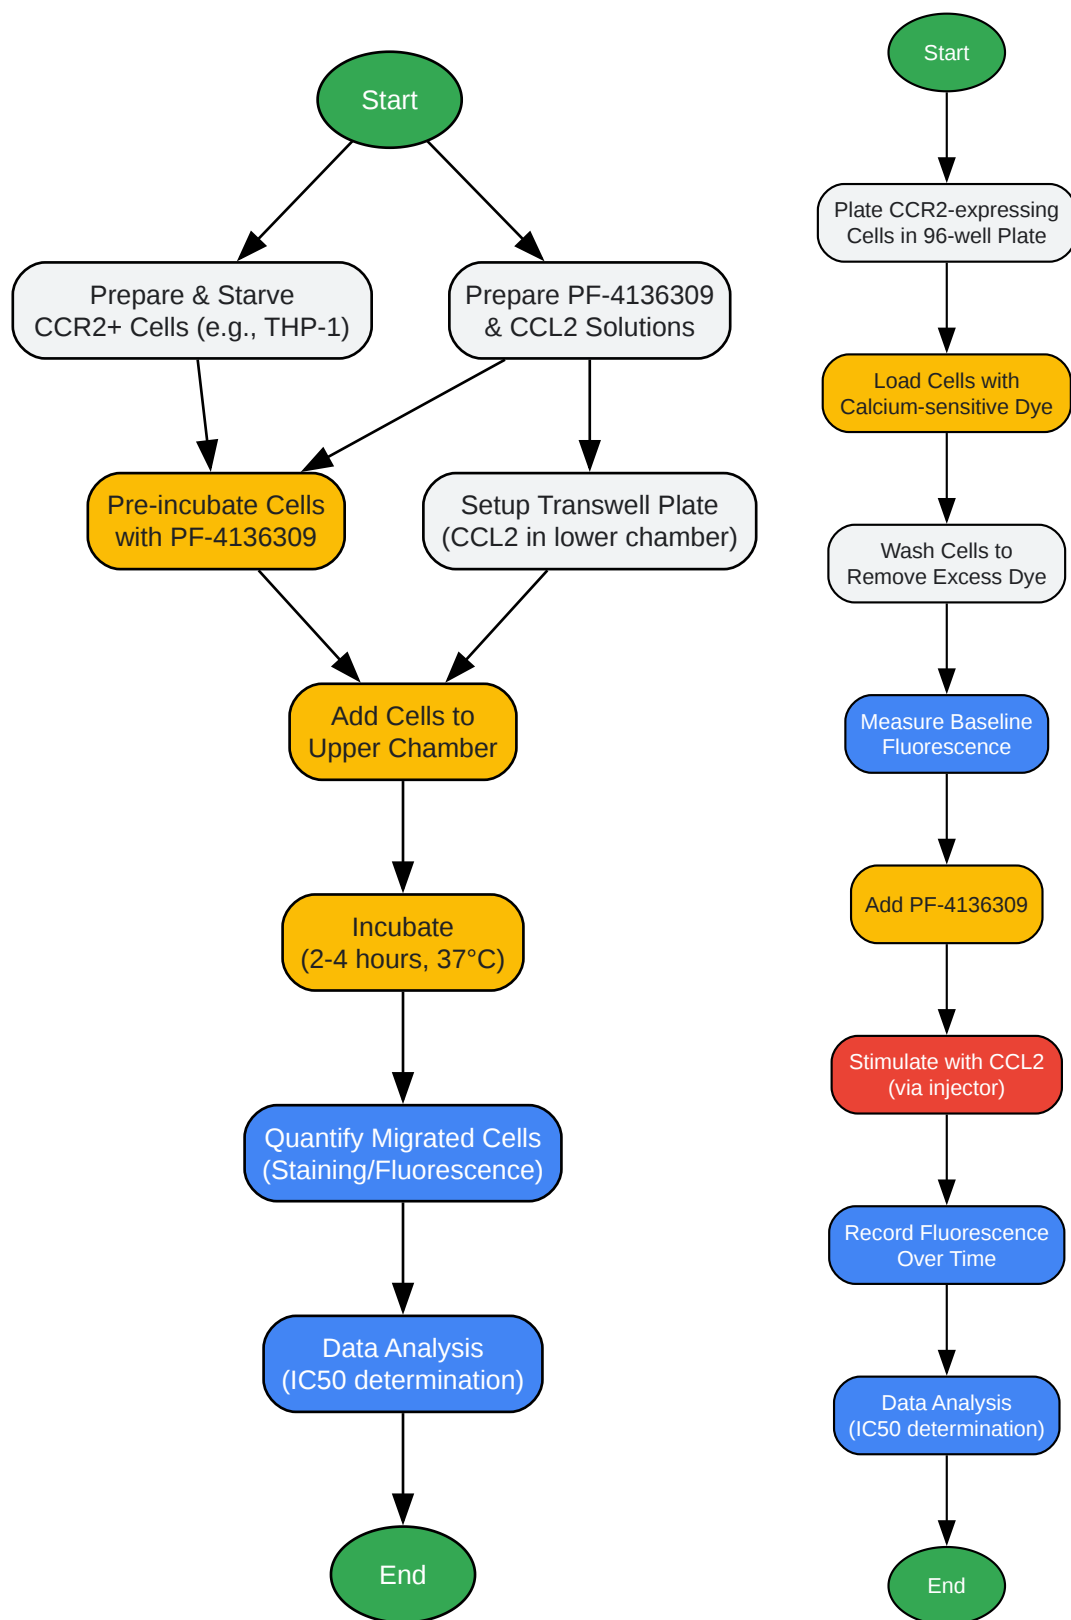 Start
Prepare & Starve
CCR2+ Cells (e.g., THP-1)
Prepare PF-4136309
& CCL2 Solutions
Pre-incubate Cells
with PF-4136309
Setup Transwell Plate
(CCL2 in lower chamber)
Add Cells to
Upper Chamber
Incubate
(2-4 hours, 37°C)
Quantify Migrated Cells
(Staining/Fluorescence)
Data Analysis
(IC50 determination)
End
Start
Plate CCR2-expressing
Cells in 96-well Plate
Load Cells with
Calcium-sensitive Dye
Wash Cells to
Remove Excess Dye
Measure Baseline
Fluorescence
Add PF-4136309
Stimulate with CCL2
(via injector)
Record Fluorescence
Over Time
Data Analysis
(IC50 determination)
End